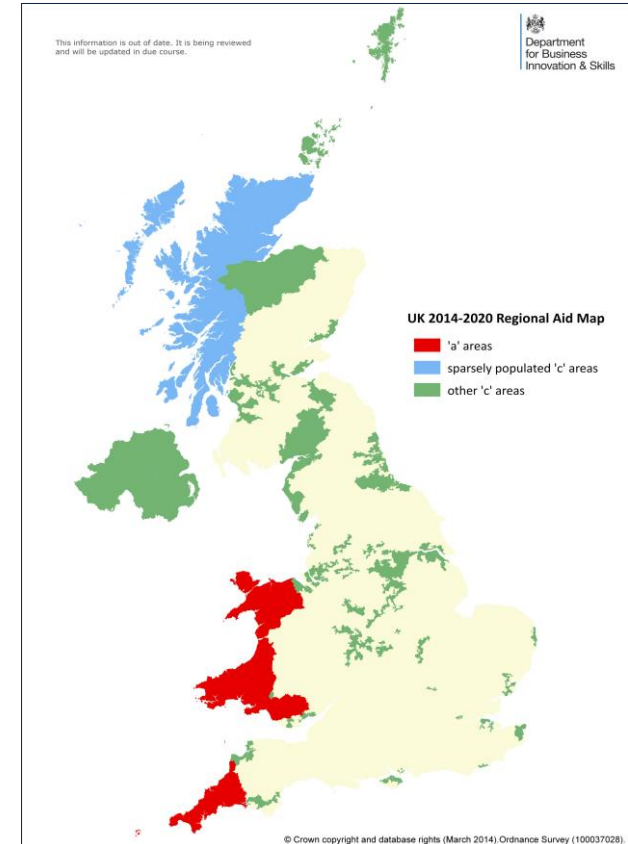 This information is out of date. It is being reviewed
and will be updated in due course.
Department
for Business
Innovation & Skills
UK 2014-2020 Regional Aid Map
'a' areas
sparsely populated 'c' areas
other 'c' areas
© Crown copyright and database rights (March 2014).Ordnance Survey (100037028).